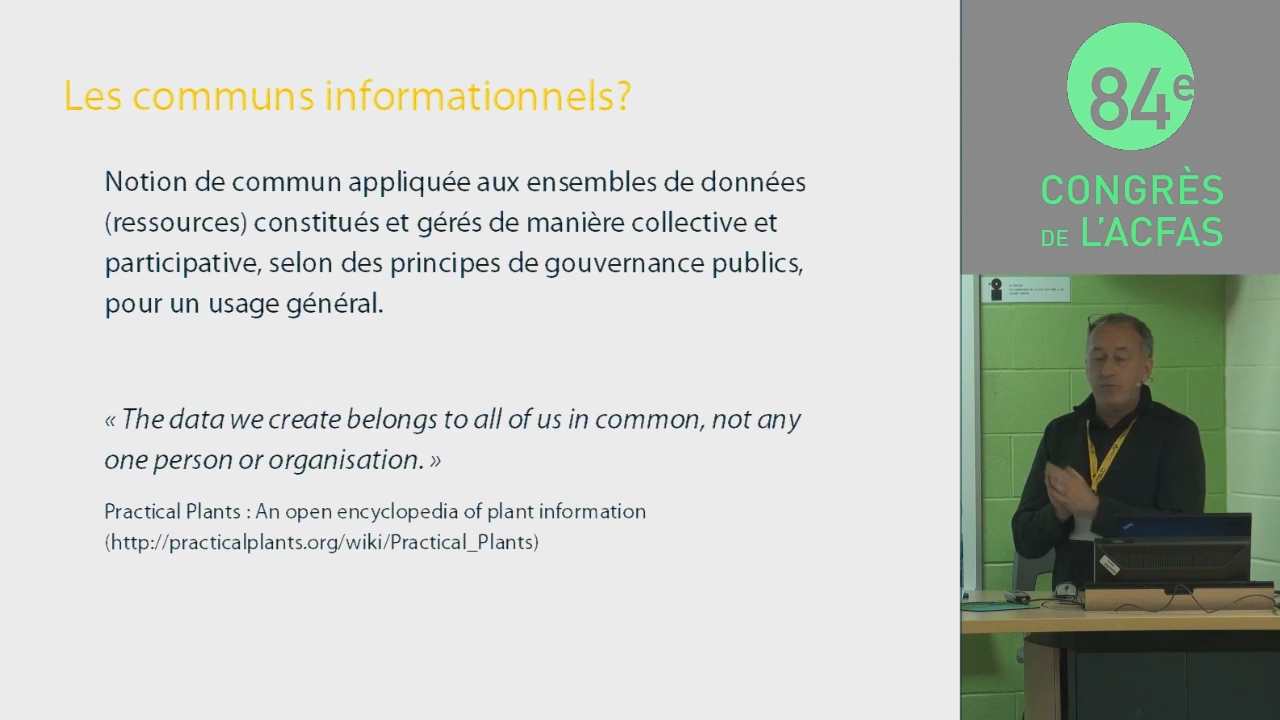 Les communs informationnels?
Notion de commun appliquée aux ensembles de données
(ressources) constitués et gérés de manière collective et
participative, selon des principes de gouvernance publics,
pour un usage général.
« The data we create belongs to all of us in common, not any
one person or organisation. »
Practical Plants : An open encyclopedia of plant information
(http://practicalplants.org/wiki/Practical_Plants)
84e
CONGRÈS
DE L'ACFAS